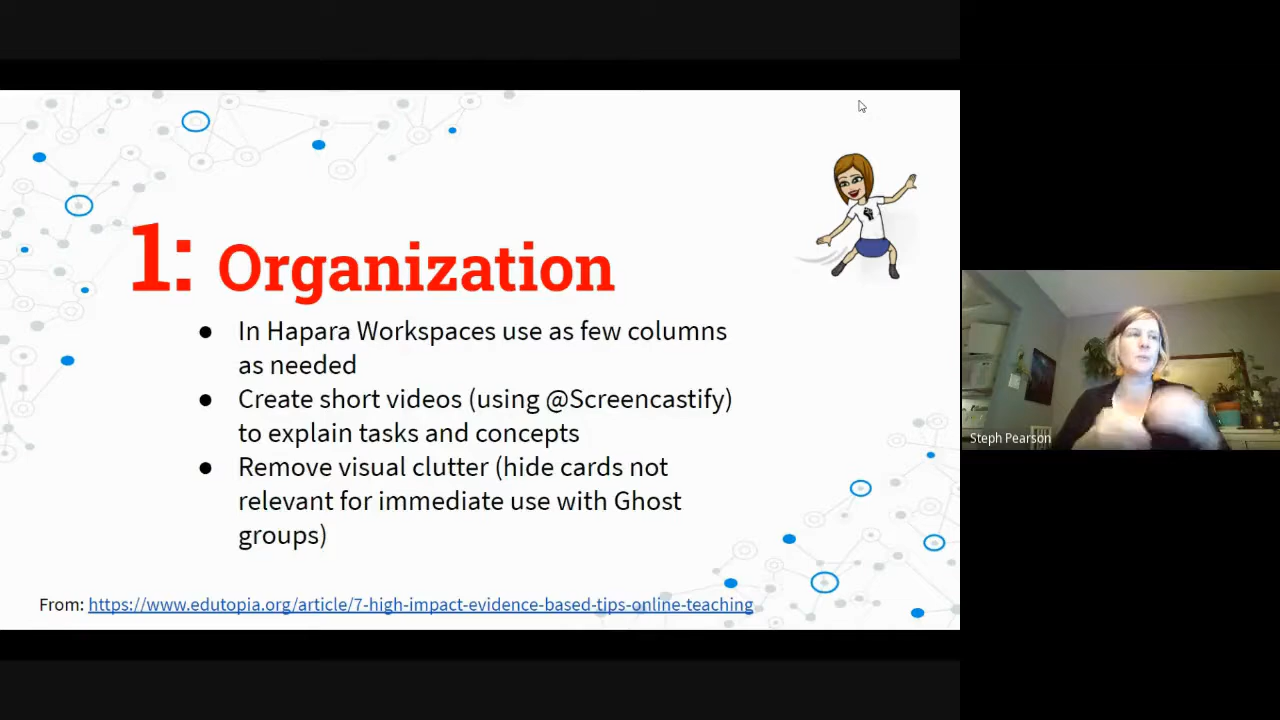 1: Organization
● In Hapara Workspaces use as few columns
as needed
● Create short videos (using @Screencastify)
to explain tasks and concepts
● Remove visual clutter (hide cards not
relevant for immediate use with Ghost
groups)
From: https://www.edutopia.org/article/7-high-impact-evidence-based-tips-online-teaching
Steph Pearson